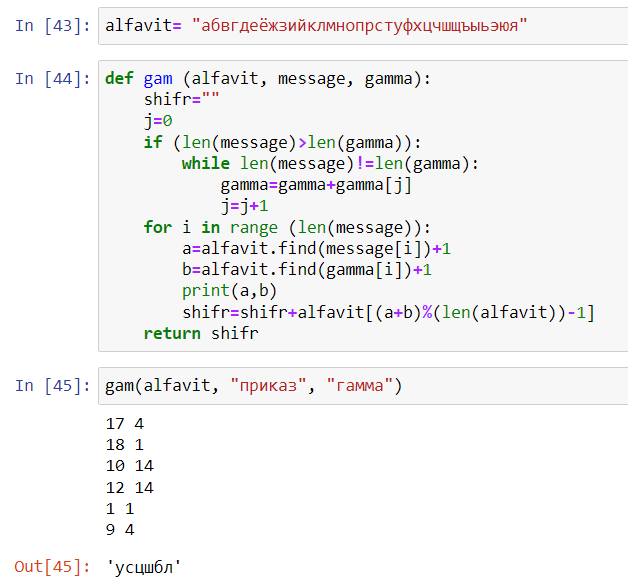 In [43]: alfavit= "абвгдеёжзийклмнопрстуфхцчшщъыьэюя"
In [44]: def gam (alfavit, message, gamma):
    shifr=""
    j=0
    if (len(message)>len(gamma)):
        while len(message)!=len(gamma):
            gamma=gamma+gamma[j]
            j=j+1
    for i in range (len(message)):
        a=alfavit.find(message[i])+1
        b=alfavit.find(gamma[i])+1
        print(a,b)
        shifr=shifr+alfavit[(a+b)%(len(alfavit))-1]
    return shifr
In [45]: gam(alfavit, "приказ", "гамма")
17 4
18 1
10 14
12 14
1 1
9 4
Out[45]: 'усцшбл'